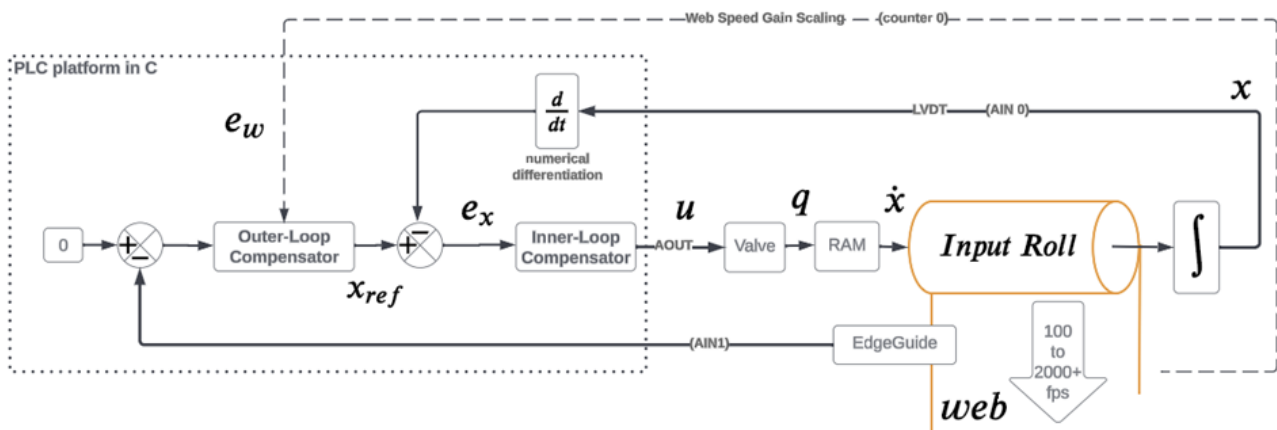 Web Speed Gain Scaling (counter 0)
PLC platform in C
d
dt
numerical
differentiation
LVDT (AIN 0)
x
e_w
0
+
−
Outer-Loop
Compensator
x_ref
+
−
e_x
Inner-Loop
Compensator
u
AOUT
Valve
q
RAM
ẋ
Input Roll
∫
(AIN1)
EdgeGuide
100
to
2000+
fps
web